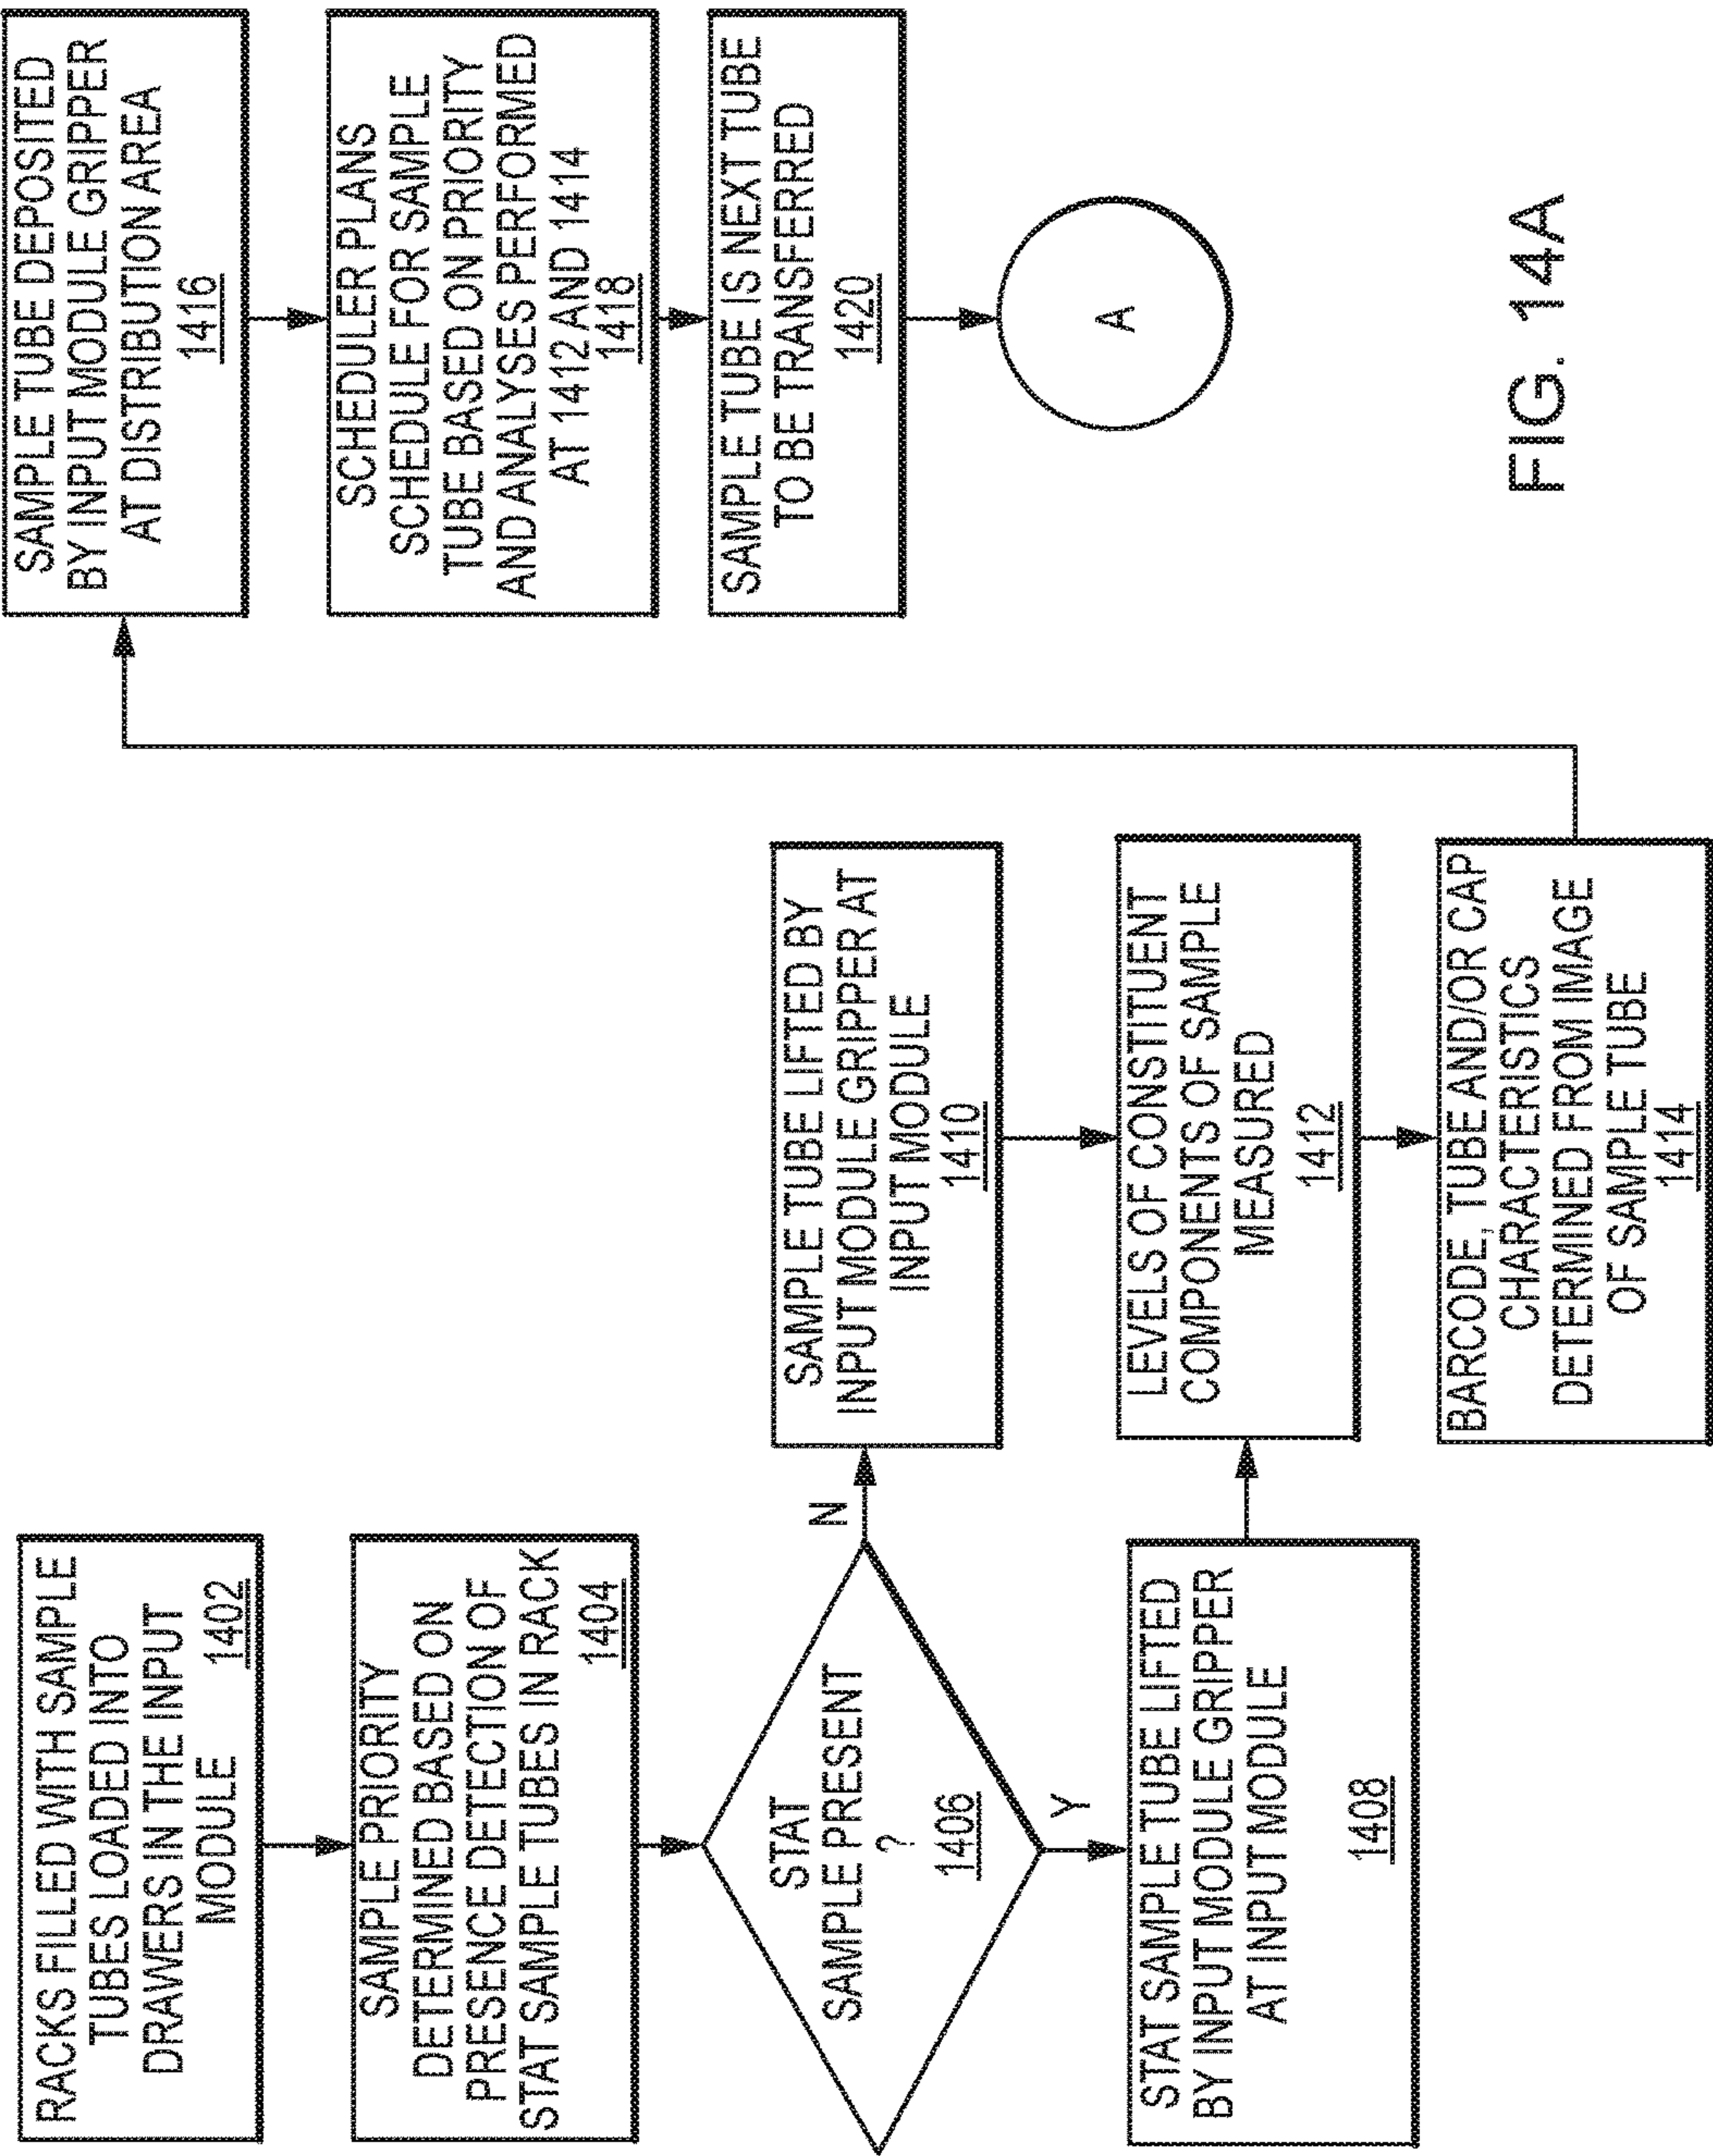 RACKS FILLED WITH SAMPLE
TUBES LOADED INTO
DRAWERS IN THE INPUT
MODULE 1402
SAMPLE PRIORITY
DETERMINED BASED ON
PRESENCE DETECTION OF
STAT SAMPLE TUBES IN RACK
1404
STAT
SAMPLE PRESENT
?
1406
N
Y
STAT SAMPLE TUBE LIFTED
BY INPUT MODULE GRIPPER
AT INPUT MODULE
1408
SAMPLE TUBE LIFTED BY
INPUT MODULE GRIPPER AT
INPUT MODULE
1410
LEVELS OF CONSTITUENT
COMPONENTS OF SAMPLE
MEASURED
1412
BARCODE, TUBE AND/OR CAP
CHARACTERISTICS
DETERMINED FROM IMAGE
OF SAMPLE TUBE
1414
SAMPLE TUBE DEPOSITED
BY INPUT MODULE GRIPPER
AT DISTRIBUTION AREA
1416
SCHEDULER PLANS
SCHEDULE FOR SAMPLE
TUBE BASED ON PRIORITY
AND ANALYSES PERFORMED
AT 1412 AND 1414
1418
SAMPLE TUBE IS NEXT TUBE
TO BE TRANSFERRED
1420
A
FIG. 14A